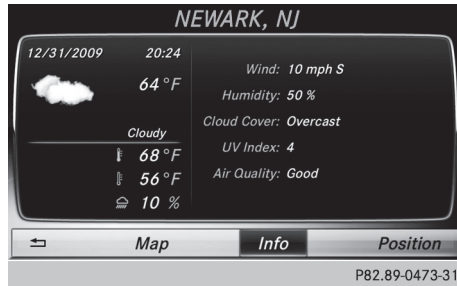 NEWARK, NJ
12/31/2009 20:24
64°F
Cloudy
68°F
56°F
10 %
Wind: 10 mph S
Humidity: 50 %
Cloud Cover: Overcast
UV Index: 4
Air Quality: Good
Map Info Position
P82.89-0473-31